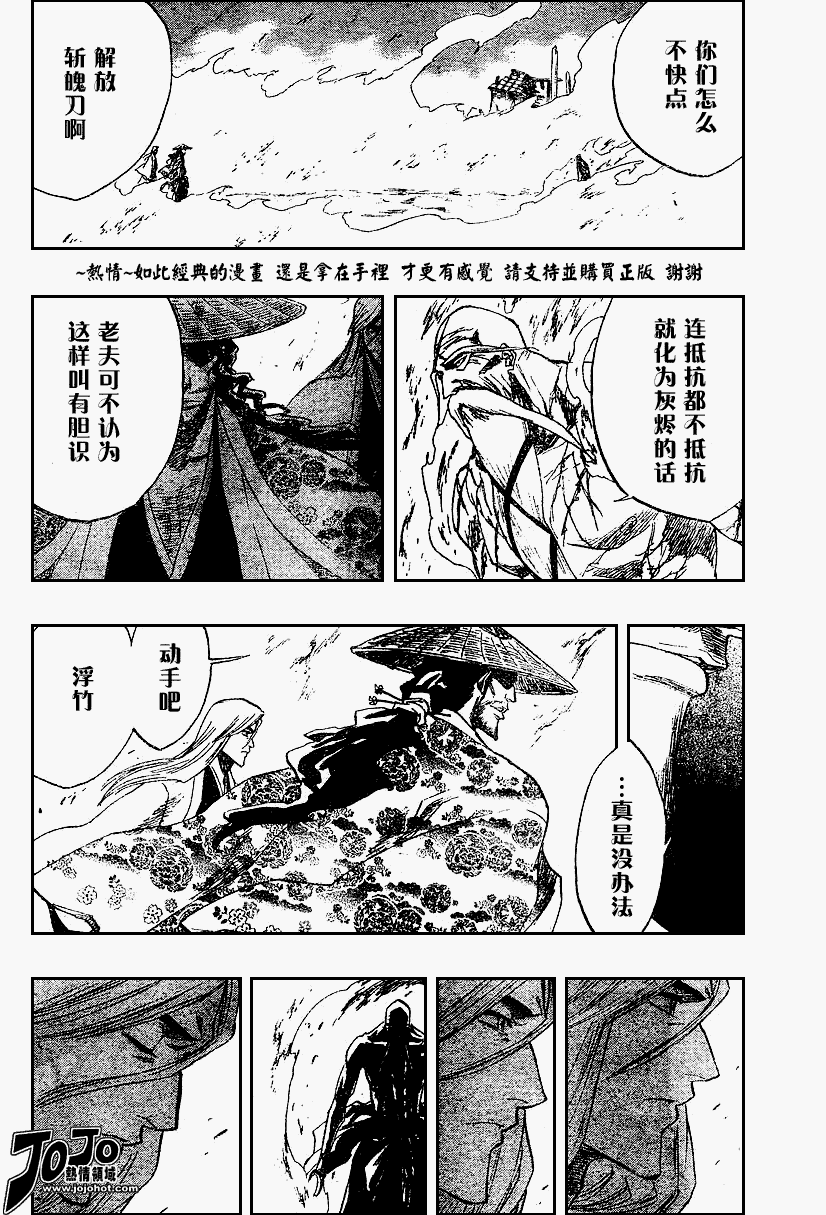 你们怎么
不快点
解放
斩魄刀啊
~熱情~如此經典的漫畫 還是拿在手裡 才更有感覺 請支持並購買正版 謝謝
连抵抗都不抵抗
就化为灰烬的话
老夫可不认为
这样叫有胆识
…真是没办法
动手吧
浮竹
JOJO
熱情領域
www.jojohot.com